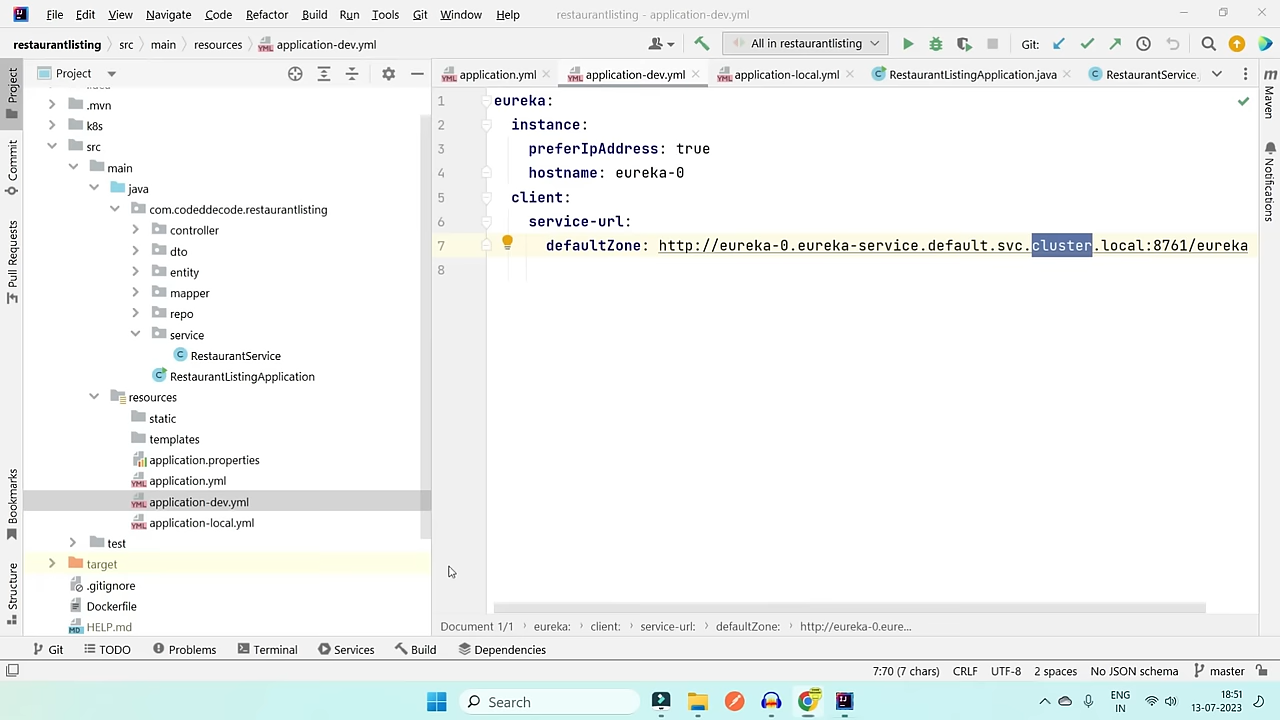 File Edit View Navigate Code Refactor Build Run Tools Git Window Help restaurantlisting - application-dev.yml
restaurantlisting src main resources application-dev.yml All in restaurantlisting Git:
Project application.yml application-dev.yml application-local.yml RestaurantListingApplication.java RestaurantService.
.mvn
k8s
src
main
java
com.codeddecode.restaurantlisting
controller
dto
entity
mapper
repo
service
RestaurantService
RestaurantListingApplication
resources
static
templates
application.properties
application.yml
application-dev.yml
application-local.yml
test
target
.gitignore
Dockerfile
HELP.md
1 eureka:
2 instance:
3 preferIpAddress: true
4 hostname: eureka-0
5 client:
6 service-url:
7 defaultZone: http://eureka-0.eureka-service.default.svc.cluster.local:8761/eureka
8
Project
Commit
Pull Requests
Bookmarks
Structure
m
Maven
Notifications
Document 1/1 eureka: client: service-url: defaultZone: http://eureka-0.eure...
Git TODO Problems Terminal Services Build Dependencies
7:70 (7 chars) CRLF UTF-8 2 spaces No JSON schema master
Search ENG IN 18:51 13-07-2023